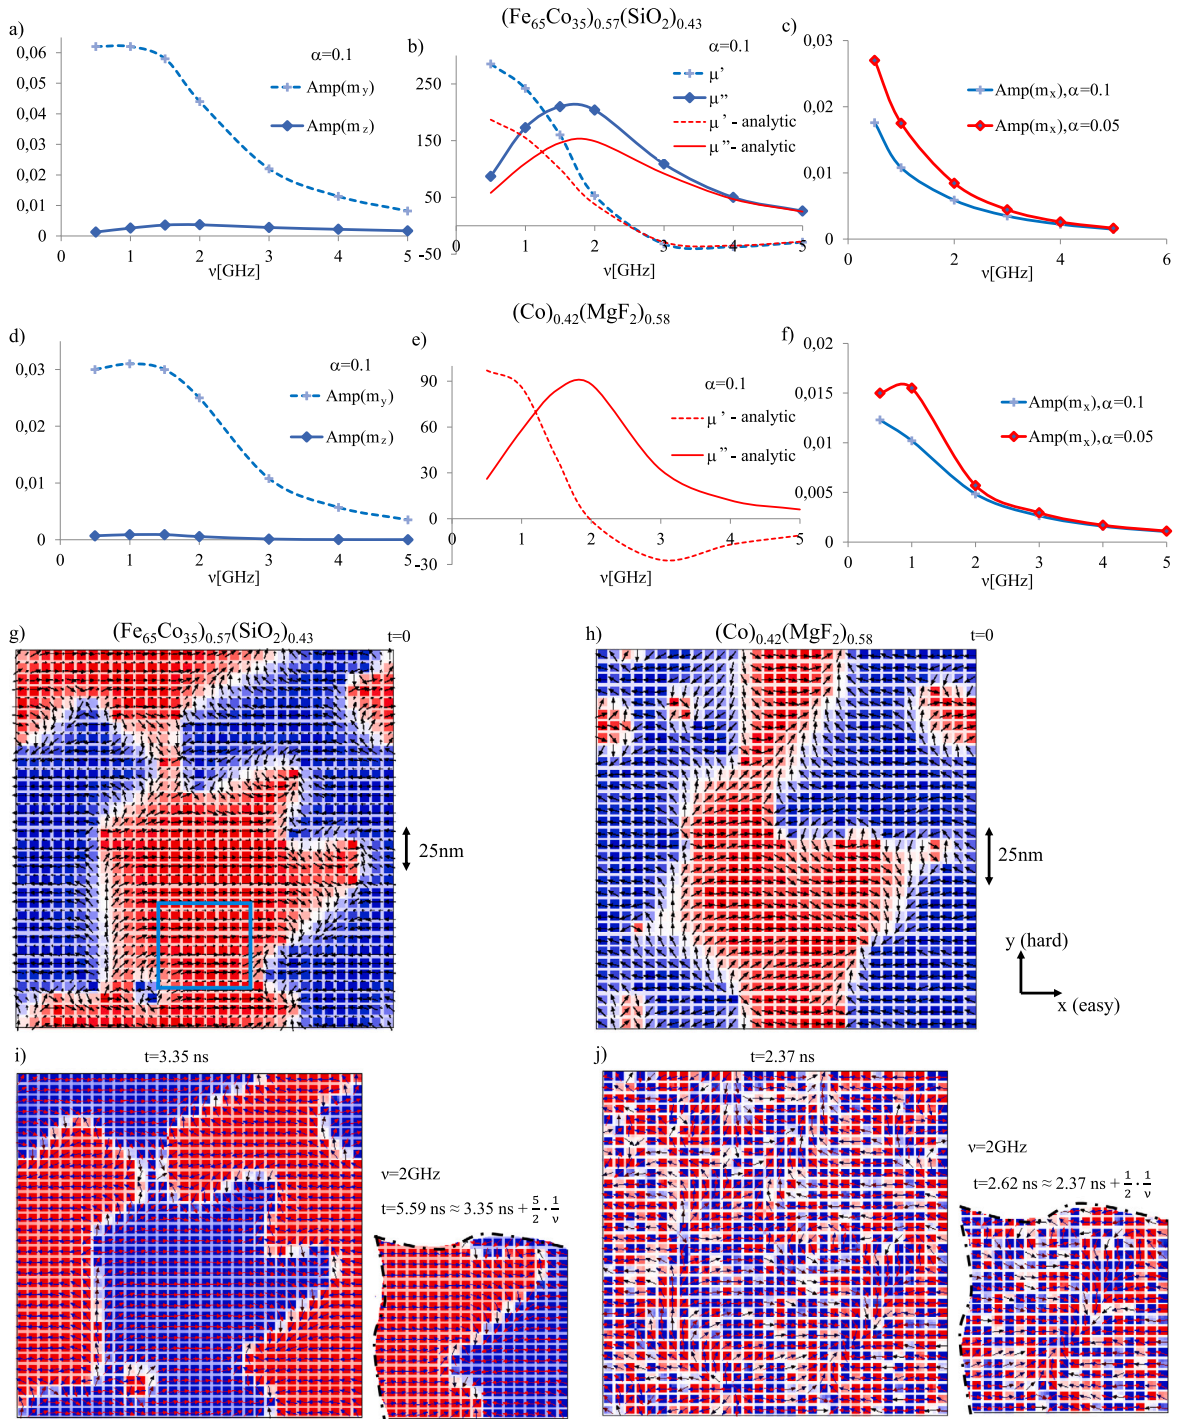 (Fe₆₅Co₃₅)₀.₅₇(SiO₂)₀.₄₃
a)
0,06
0,05
0,04
0,03
0,02
0,01
0
α=0.1
Amp(m y)
Amp(m z)
0 1 2 3 4 5
ν[GHz]
b)
250
150
50
-50
α=0.1
μ'
μ''
μ' - analytic
μ''- analytic
0 1 2 3 4 5
ν[GHz]
c)
0,03
0,02
0,01
0
Amp(mx),α=0.1
Amp(mx),α=0.05
0 2 4 6
ν[GHz]
(Co)₀.₄₂(MgF₂)₀.₅₈
d)
0,03
0,02
0,01
0
α=0.1
Amp(my)
Amp(mz)
0 1 2 3 4 5
ν[GHz]
e)
90
60
30
0
-30
α=0.1
μ' - analytic
μ'' - analytic
0 1 2 3 4 5
ν[GHz]
f)
0,02
0,015
0,01
0,005
0
Amp(mx),α=0.1
Amp(mx),α=0.05
0 1 2 3 4 5
ν[GHz]
g) (Fe₆₅Co₃₅)₀.₅₇(SiO₂)₀.₄₃ t=0
25nm
h) (Co)₀.₄₂(MgF₂)₀.₅₈ t=0
25nm
y (hard)
x (easy)
i) t=3.35 ns
ν=2GHz
t=5.59 ns ≈ 3.35 ns + 5/2 · 1/ν
j) t=2.37 ns
ν=2GHz
t=2.62 ns ≈ 2.37 ns + 1/2 · 1/ν